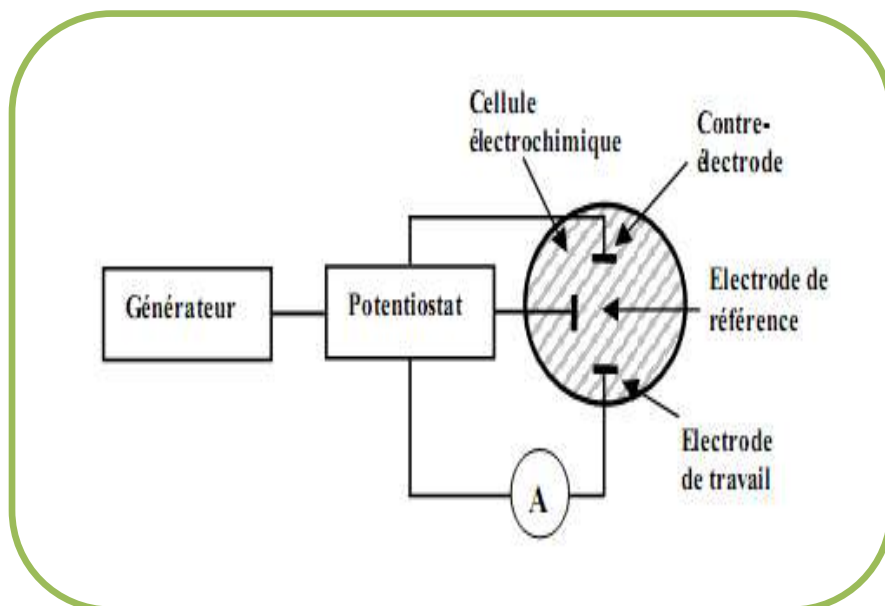 Cellule
électrochimique
Contre-
électrode
Générateur
Potentiostat
Electrode de
référence
Electrode
de travail
A